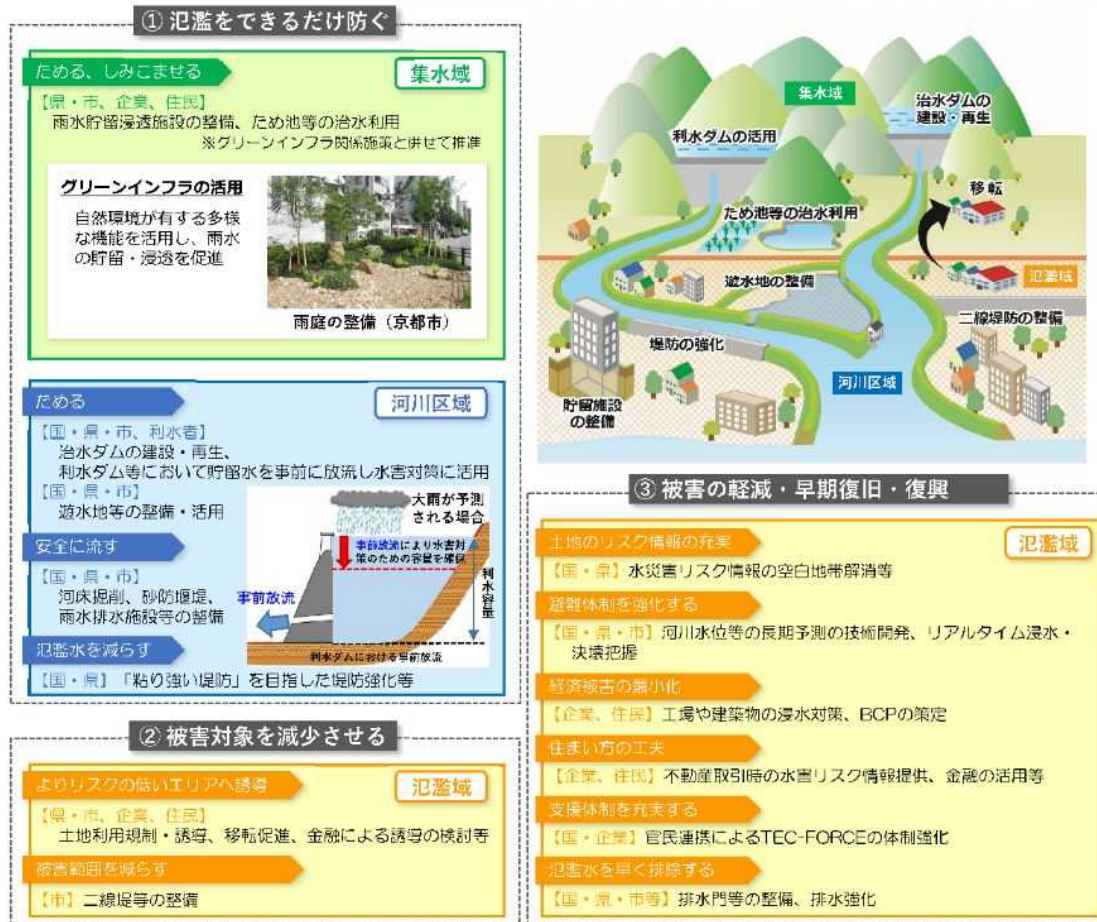 ① 氾濫をできるだけ防ぐ
ためる、しみこませる
集水域
【県・市、企業、住民】
雨水貯留浸透施設の整備、ため池等の治水利用
※グリーンインフラ関係施策と併せて推進
グリーンインフラの活用
自然環境が有する多様
な機能を活用し、雨水
の貯留・浸透を促進
雨庭の整備（京都市）
ためる
河川区域
【国・県・市、利水者】
治水ダムの建設・再生、
利水ダム等において貯留水を事前に放流し水害対策に活用
【国・県・市】
遊水地等の整備・活用
安全に流す
【国・県・市】
河床掘削、砂防堰堤、
雨水排水施設等の整備
氾濫水を減らす
【国・県】「粘り強い堤防」を目指した堤防強化等
大雨が予測
される場合
事前放流により水害対
策のための容量を確保
事前放流
利水容量
利水ダムにおける事前放流
② 被害対象を減少させる
よりリスクの低いエリアへ誘導
氾濫域
【県・市、企業、住民】
土地利用規制・誘導、移転促進、金融による誘導の検討等
被害範囲を減らす
【市】二線堤等の整備
集水域
治水ダムの
建設・再生
利水ダムの活用
移転
ため池等の治水利用
氾濫域
遊水地の整備
二線堤防の整備
堤防の強化
河川区域
貯留施設
の整備
③ 被害の軽減・早期復旧・復興
土地のリスク情報の充実
氾濫域
【国・県】水災害リスク情報の空白地帯解消等
避難体制を強化する
【国・県・市】河川水位等の長期予測の技術開発、リアルタイム浸水・
決壊把握
経済被害の最小化
【企業、住民】工場や建築物の浸水対策、BCPの策定
住まい方の工夫
【企業、住民】不動産取引時の水害リスク情報提供、金融の活用等
支援体制を充実する
【国・企業】官民連携によるTEC-FORCEの体制強化
氾濫水を早く排除する
【国・県・市等】排水門等の整備、排水強化